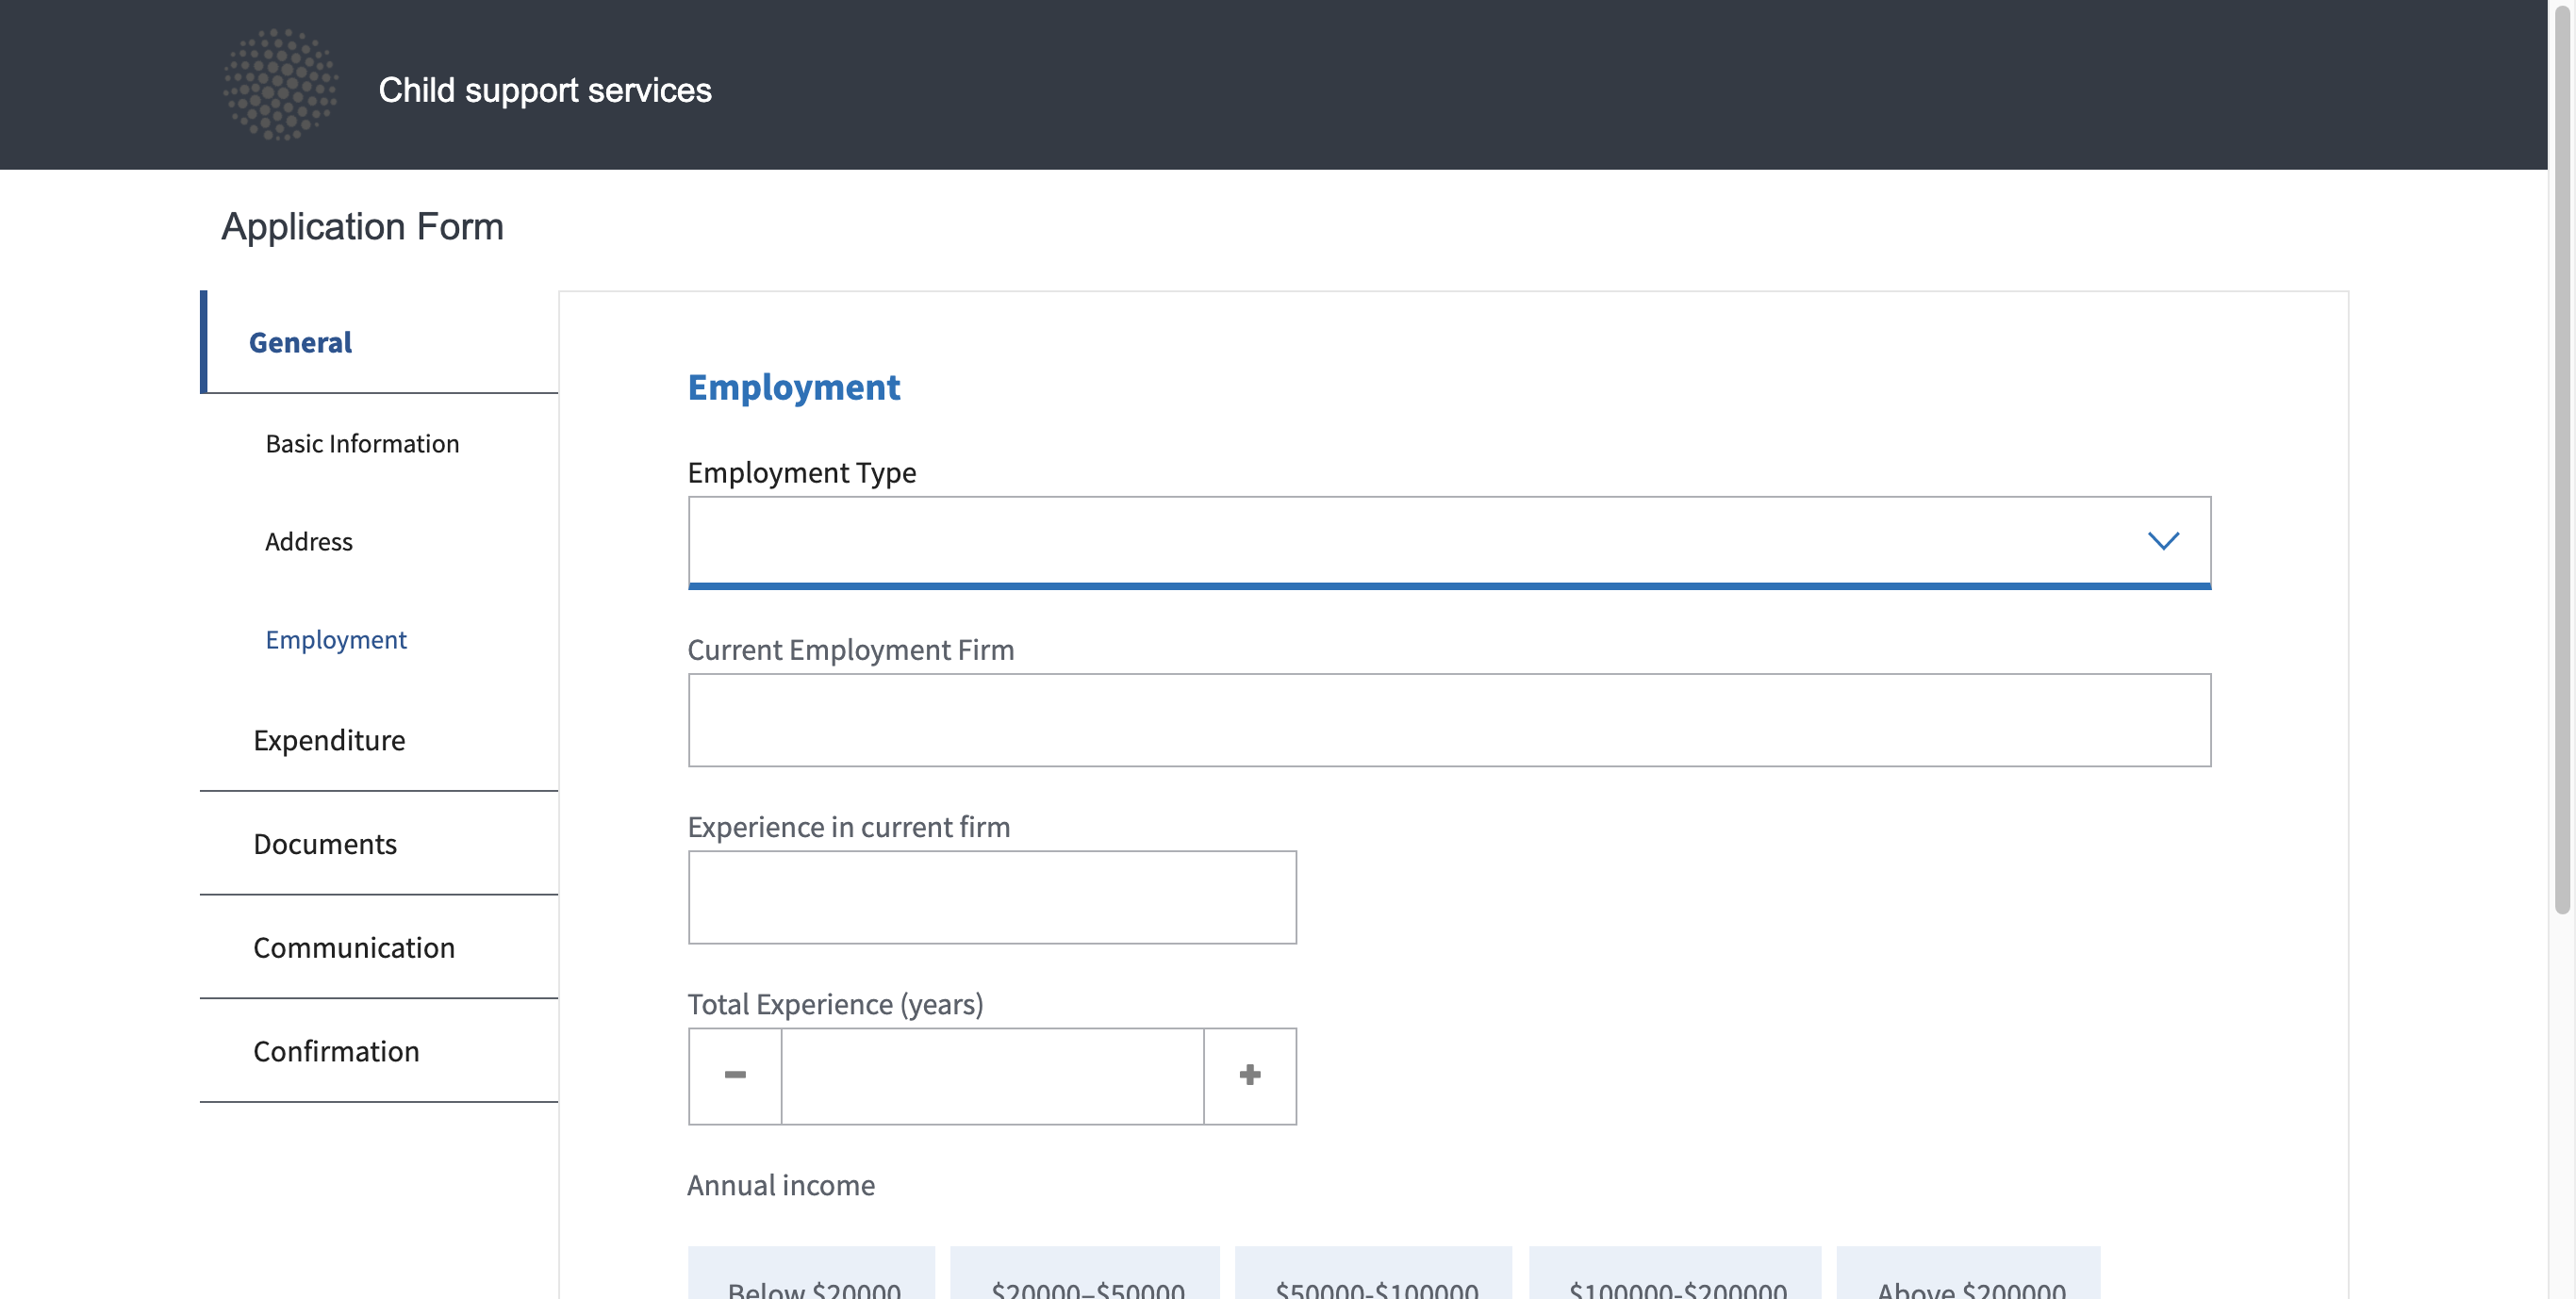 Child support services
Application Form
General
Basic Information
Address
Employment
Expenditure
Documents
Communication
Confirmation
Employment
Employment Type
Current Employment Firm
Experience in current firm
Total Experience (years)
Annual income
Below $20000
$20000–$50000
$50000-$100000
$100000-$200000
Above $200000